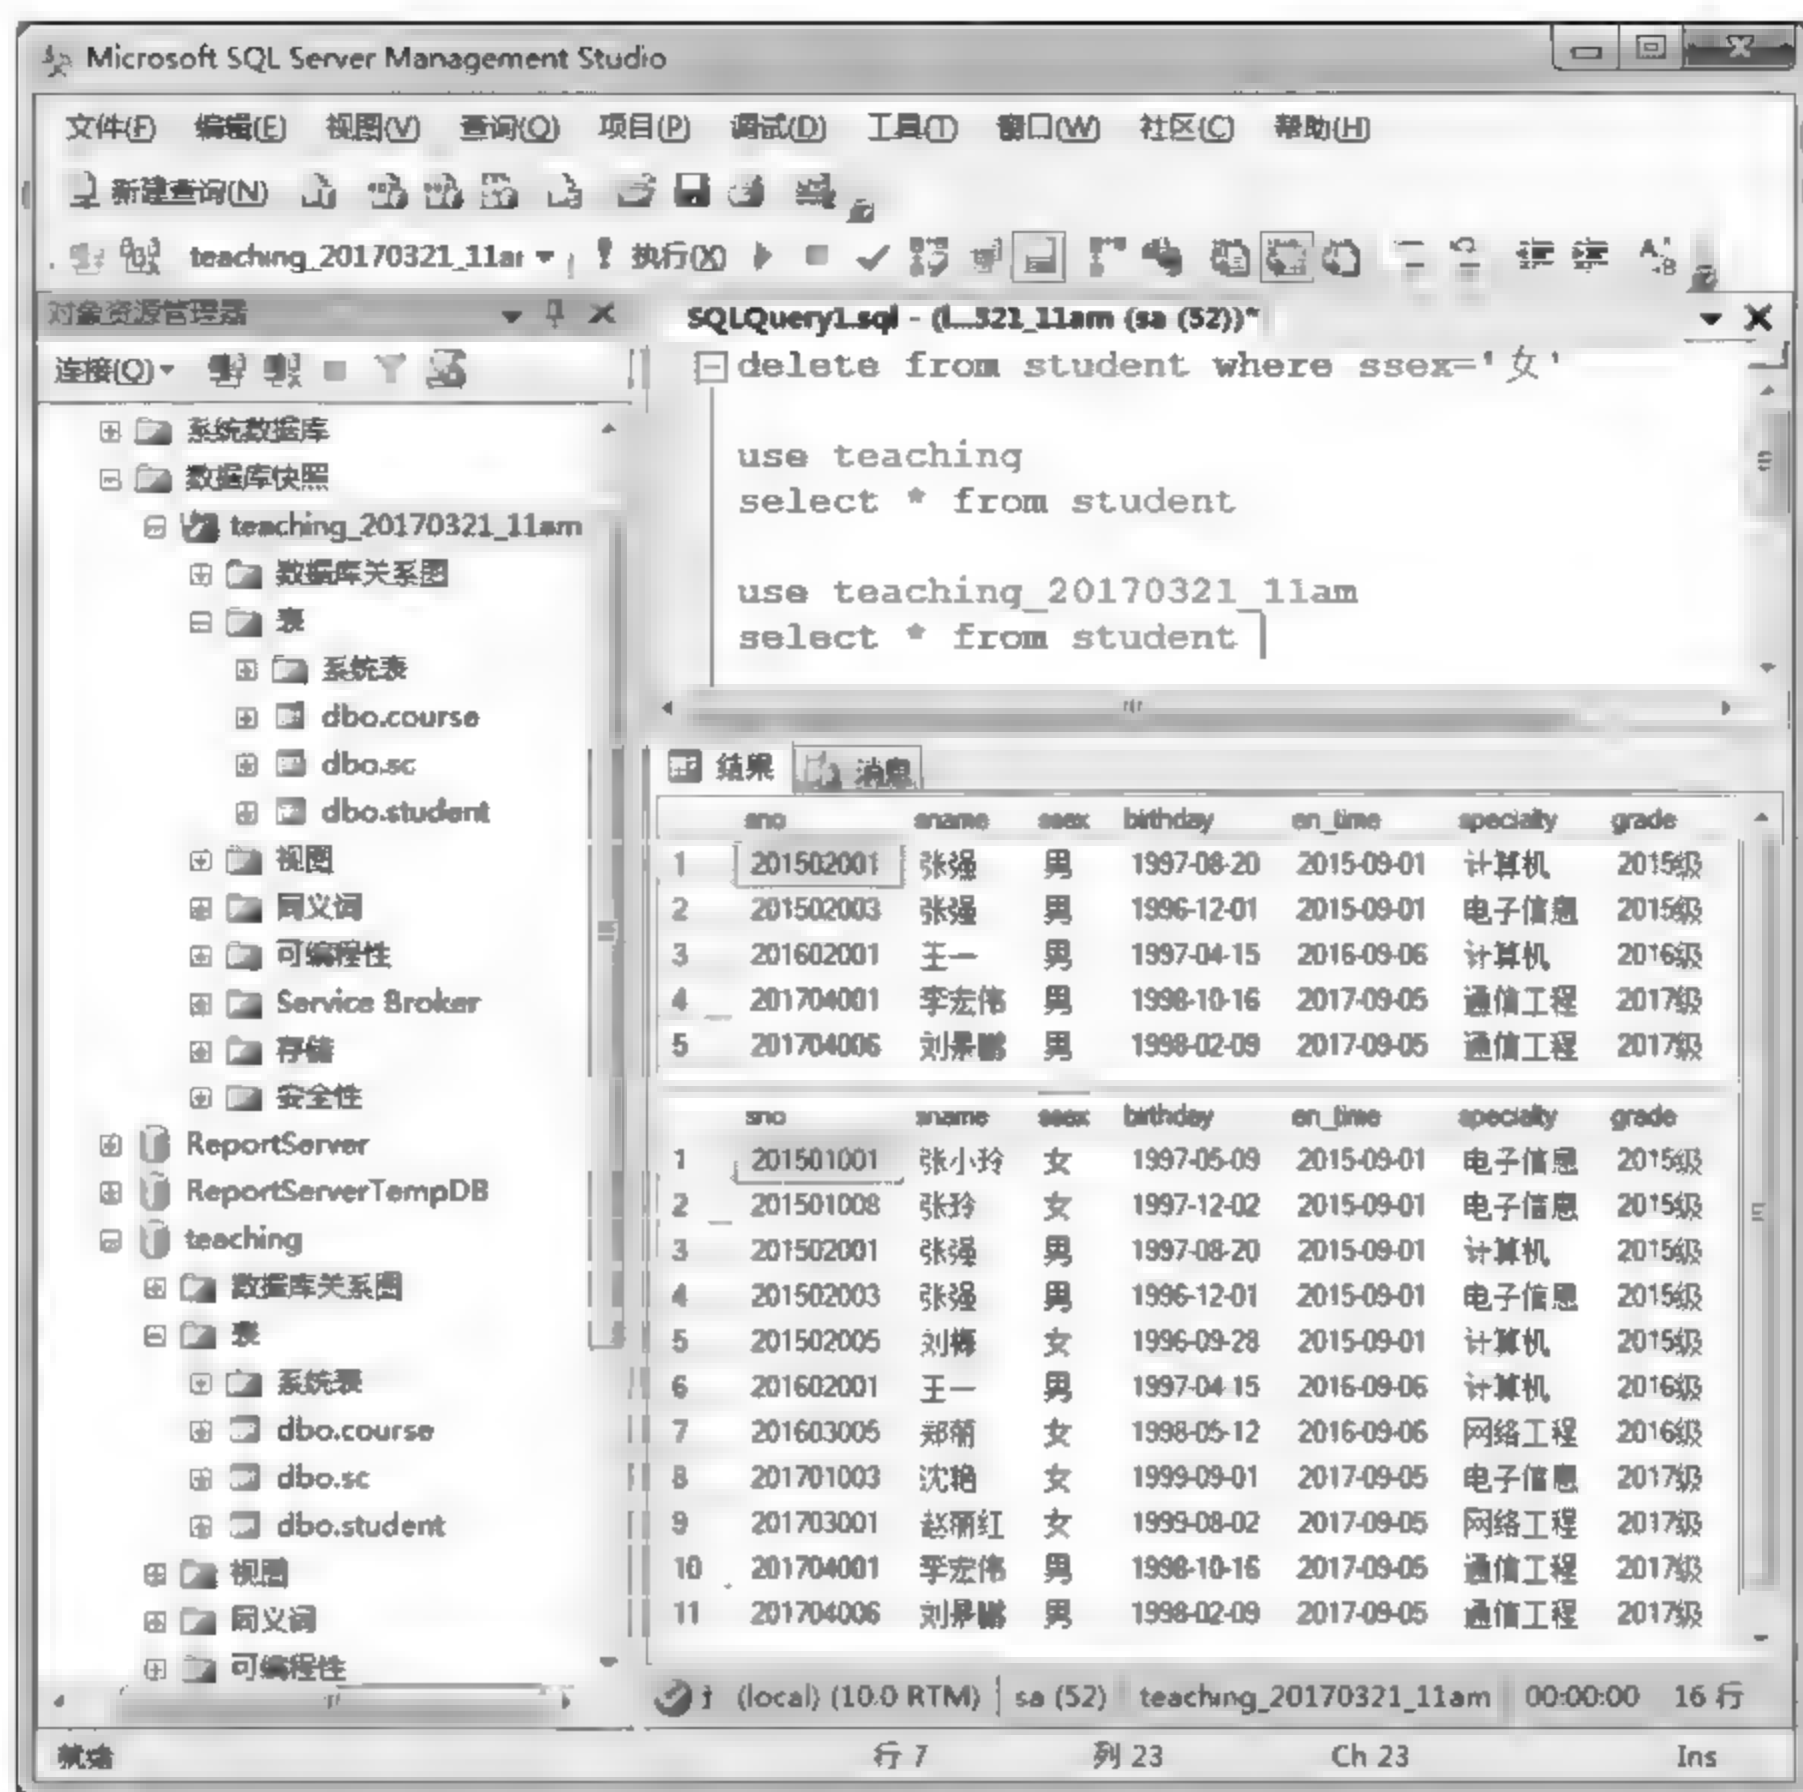 Microsoft SQL Server Management Studio
文件(F) 编辑(E) 视图(V) 查询(Q) 项目(P) 调试(D) 工具(T) 窗口(W) 社区(C) 帮助(H)
新建查询(N)
teaching_20170321_11ar 执行(X)
对象资源管理器
连接(O)
系统数据库
数据库快照
teaching_20170321_11am
数据库关系图
表
系统表
dbo.course
dbo.sc
dbo.student
视图
同义词
可编程性
Service Broker
存储
安全性
ReportServer
ReportServerTempDB
teaching
数据库关系图
表
系统表
dbo.course
dbo.sc
dbo.student
视图
同义词
可编程性
SQLQuery1.sql - (l...321_11am (sa (52))*
delete from student where ssex='女'
use teaching
select * from student
use teaching_20170321_11am
select * from student
结果 消息
sno sname ssex birthday en_time specialty grade
1 201502001 张强 男 1997-08-20 2015-09-01 计算机 2015级
2 201502003 张强 男 1996-12-01 2015-09-01 电子信息 2015级
3 201602001 王一 男 1997-04-15 2016-09-06 计算机 2016级
4 201704001 李宏伟 男 1998-10-16 2017-09-05 通信工程 2017级
5 201704006 刘景鹏 男 1998-02-09 2017-09-05 通信工程 2017级
sno sname ssex birthday en_time specialty grade
1 201501001 张小玲 女 1997-05-09 2015-09-01 电子信息 2015级
2 201501008 张玲 女 1997-12-02 2015-09-01 电子信息 2015级
3 201502001 张强 男 1997-08-20 2015-09-01 计算机 2015级
4 201502003 张强 男 1996-12-01 2015-09-01 电子信息 2015级
5 201502005 刘梅 女 1996-09-28 2015-09-01 计算机 2015级
6 201602001 王一 男 1997-04-15 2016-09-06 计算机 2016级
7 201603005 郑丽 女 1998-05-12 2016-09-06 网络工程 2016级
8 201701003 沈艳 女 1999-09-01 2017-09-05 电子信息 2017级
9 201703001 赵丽红 女 1999-08-02 2017-09-05 网络工程 2017级
10 201704001 李宏伟 男 1998-10-16 2017-09-05 通信工程 2017级
11 201704006 刘景鹏 男 1998-02-09 2017-09-05 通信工程 2017级
(local) (10.0 RTM) sa (52) teaching_20170321_11am 00:00:00 16 行
就绪 行 7 列 23 Ch 23 Ins